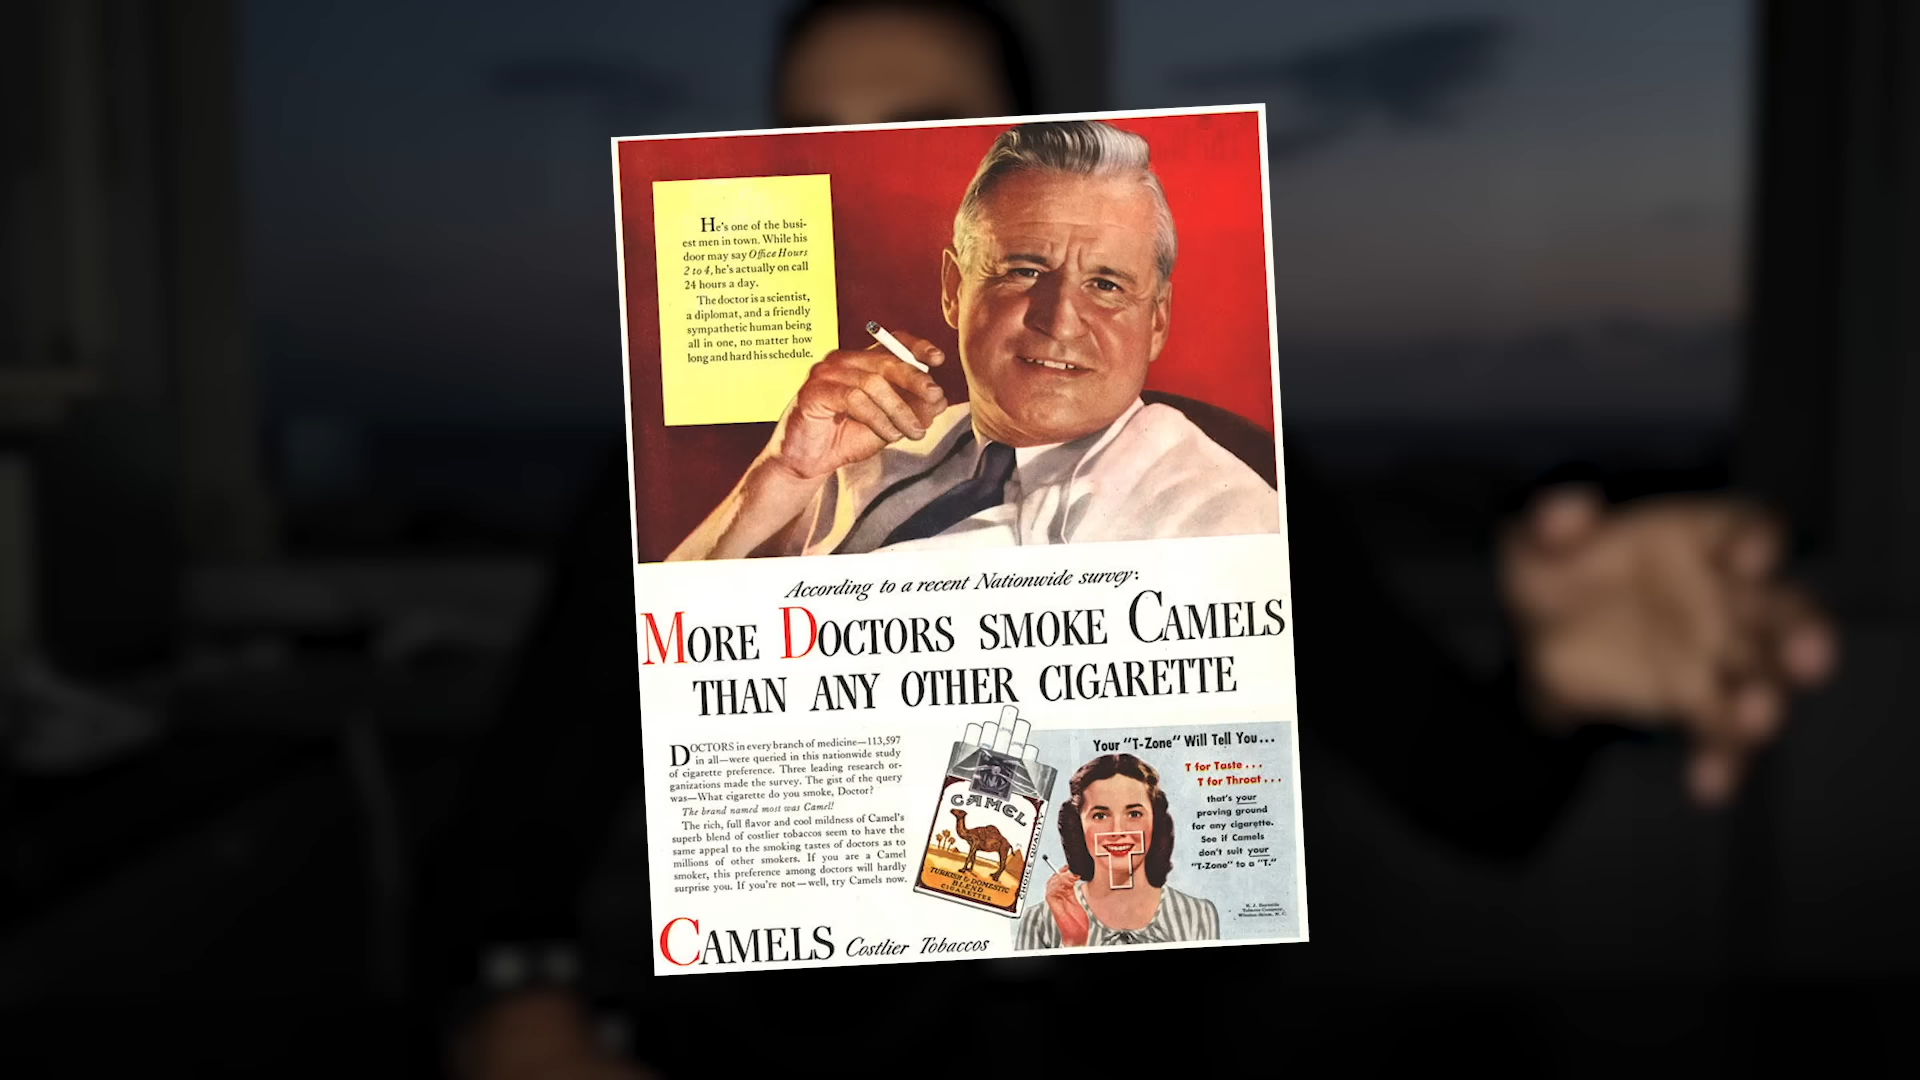 He's one of the busi-
est men in town. While his
door may say Office Hours
2 to 4, he's actually on call
24 hours a day.
The doctor is a scientist,
a diplomat, and a friendly
sympathetic human being
all in one, no matter how
long and hard his schedule.
According to a recent Nationwide survey:
MORE DOCTORS SMOKE CAMELS
THAN ANY OTHER CIGARETTE
DOCTORS in every branch of medicine—113,597
in all—were queried in this nationwide study
of cigarette preference. Three leading research or-
ganizations made the survey. The gist of the query
was—What cigarette do you smoke, Doctor?
The brand named most was Camel!
The rich, full flavor and cool mildness of Camel's
superb blend of costlier tobaccos seem to have the
same appeal to the smoking tastes of doctors as to
millions of other smokers. If you are a Camel
smoker, this preference among doctors will hardly
surprise you. If you're not—well, try Camels now.
CAMELS Costlier Tobaccos
CAMEL
TURKISH & DOMESTIC
BLEND
CIGARETTES
CHOICE QUALITY
Your "T-Zone" Will Tell You...
T for Taste...
T for Throat...
that's your
proving ground
for any cigarette.
See if Camels
don't suit your
"T-Zone" to a "T."
T
R. J. Reynolds
Tobacco Company
Winston-Salem, N. C.